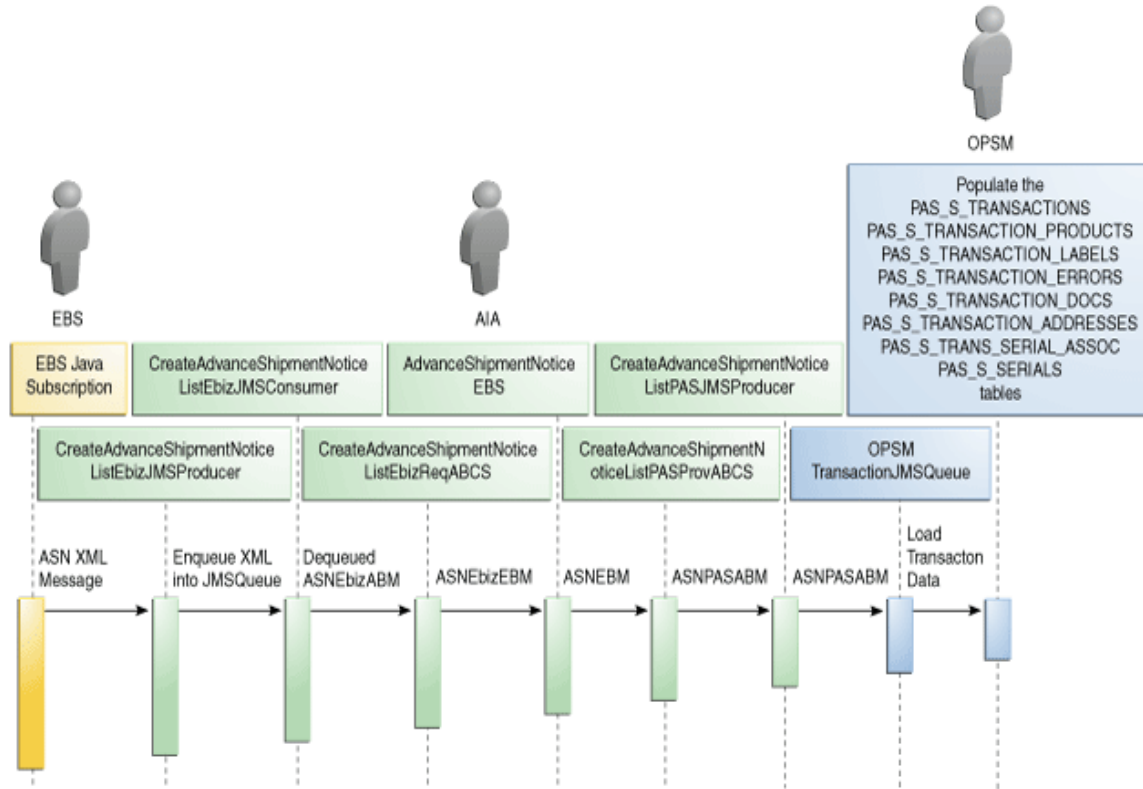 OPSM
Populate the
PAS_S_TRANSACTIONS
PAS_S_TRANSACTION_PRODUCTS
PAS_S_TRANSACTION_LABELS
PAS_S_TRANSACTION_ERRORS
PAS_S_TRANSACTION_DOCS
PAS_S_TRANSACTION_ADDRESSES
PAS_S_TRANS_SERIAL_ASSOC
PAS_S_SERIALS
tables
EBS
AIA
EBS Java
Subscription
CreateAdvanceShipmentNotice
ListEbizJMSConsumer
AdvanceShipmentNotice
EBS
CreateAdvanceShipmentNotice
ListPASJMSProducer
CreateAdvanceShipmentNotice
ListEbizJMSProducer
CreateAdvanceShipmentNotice
ListEbizReqABCS
CreateAdvanceShipmentN
oticeListPASProvABCS
OPSM
TransactionJMSQueue
ASN XML
Message
Enqueue XML
into JMSQueue
Dequeued
ASNEbizABM
ASNEbizEBM
ASNEBM
ASNPASABM
ASNPASABM
Load
Transacton
Data